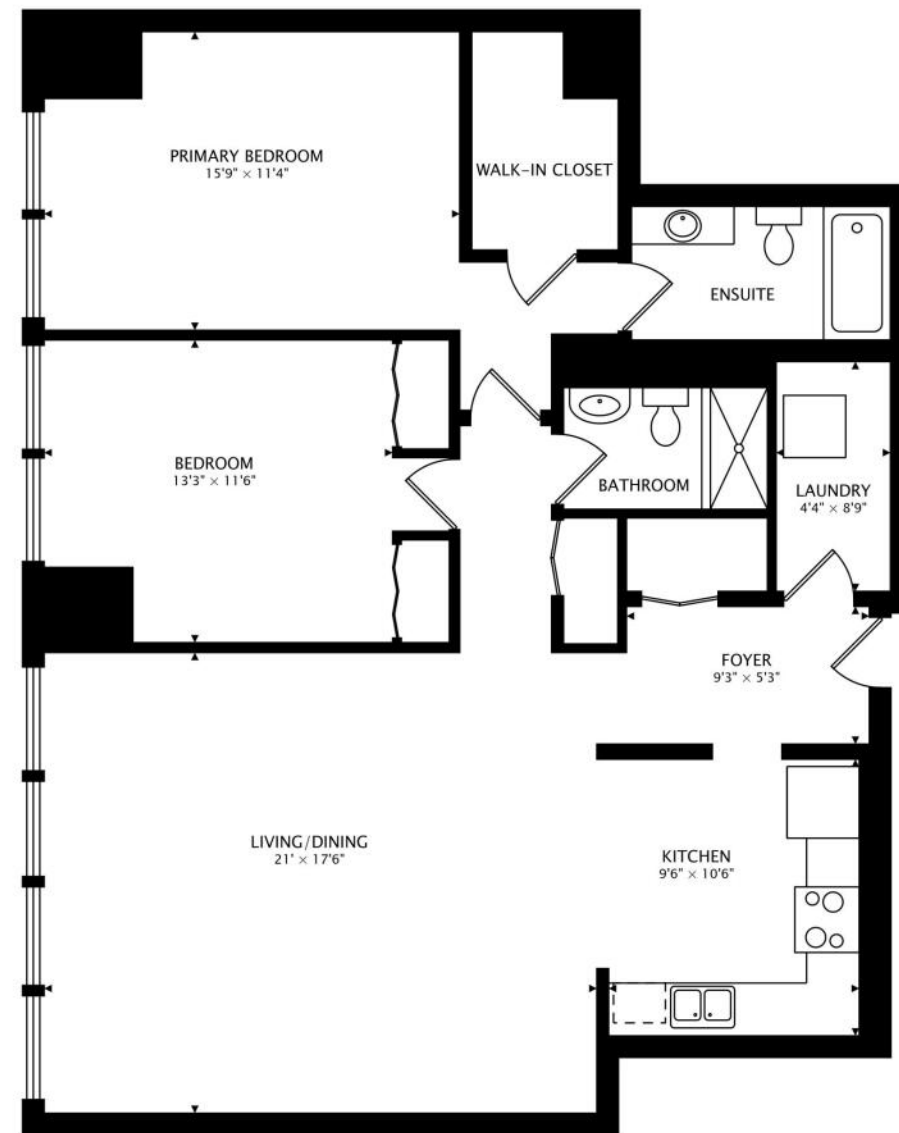 PRIMARY BEDROOM
15'9" × 11'4"
WALK-IN CLOSET
ENSUITE
BEDROOM
13'3" × 11'6"
BATHROOM
LAUNDRY
4'4" × 8'9"
FOYER
9'3" × 5'3"
LIVING/DINING
21' × 17'6"
KITCHEN
9'6" × 10'6"